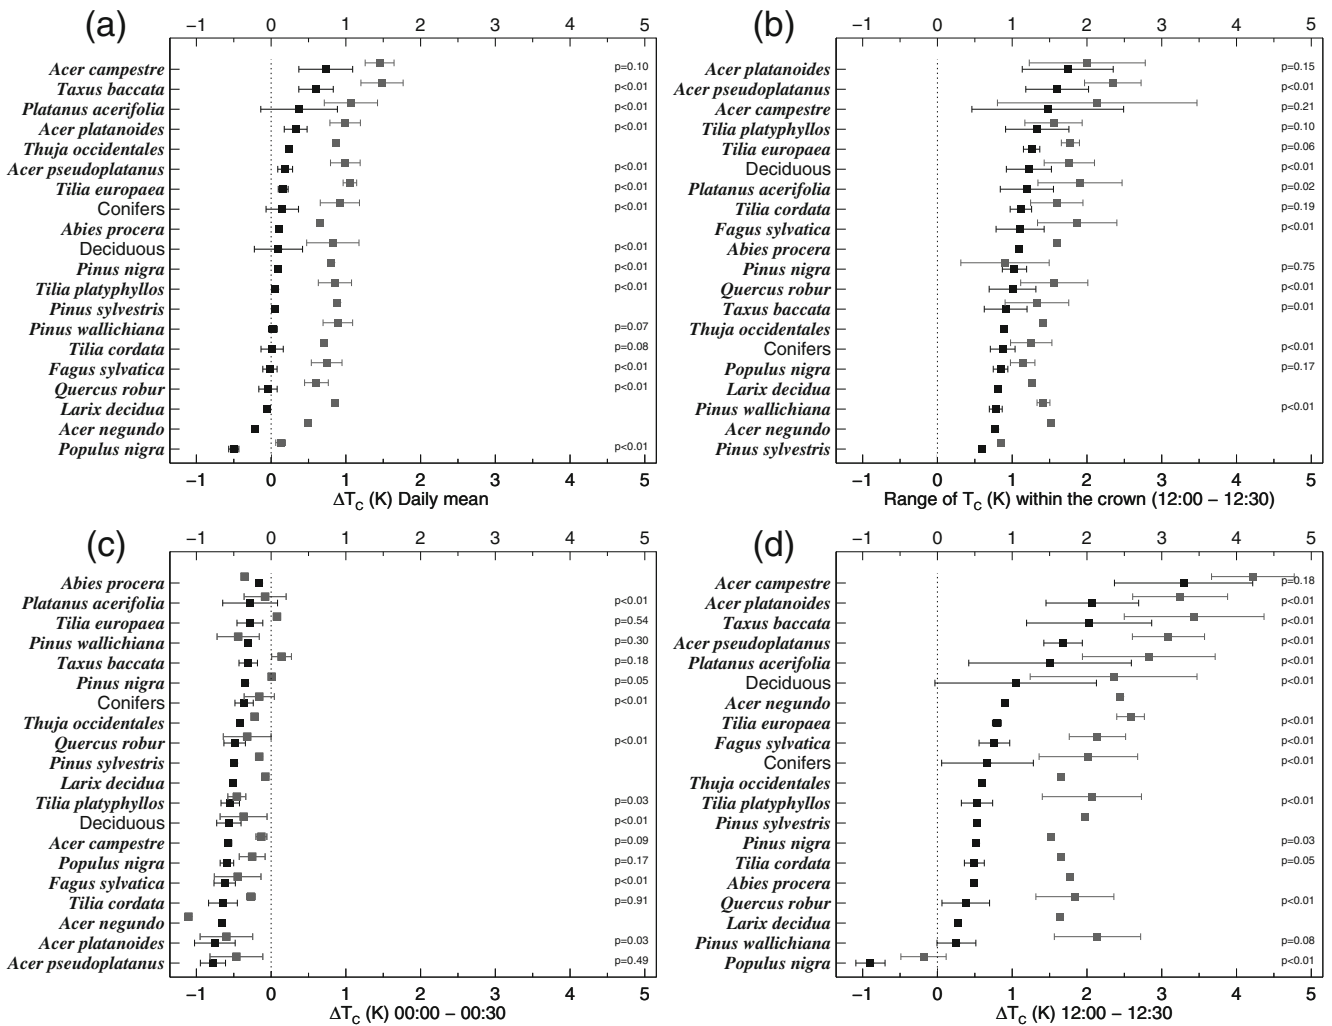 (a)
−1 0 1 2 3 4 5
Acer campestre p=0.10
Taxus baccata p<0.01
Platanus acerifolia p<0.01
Acer platanoides p<0.01
Thuja occidentales
Acer pseudoplatanus p<0.01
Tilia europaea p<0.01
Conifers p<0.01
Abies procera
Deciduous p<0.01
Pinus nigra p<0.01
Tilia platyphyllos p<0.01
Pinus sylvestris
Pinus wallichiana p=0.07
Tilia cordata p=0.08
Fagus sylvatica p<0.01
Quercus robur p<0.01
Larix decidua
Acer negundo
Populus nigra p<0.01
−1 0 1 2 3 4 5
ΔTC (K) Daily mean
(b)
−1 0 1 2 3 4 5
Acer platanoides p=0.15
Acer pseudoplatanus p<0.01
Acer campestre p=0.21
Tilia platyphyllos p=0.10
Tilia europaea p=0.06
Deciduous p<0.01
Platanus acerifolia p=0.02
Tilia cordata p=0.19
Fagus sylvatica p<0.01
Abies procera
Pinus nigra p=0.75
Quercus robur p<0.01
Taxus baccata p=0.01
Thuja occidentales
Conifers p<0.01
Populus nigra p=0.17
Larix decidua
Pinus wallichiana p<0.01
Acer negundo
Pinus sylvestris
−1 0 1 2 3 4 5
Range of TC (K) within the crown (12:00 − 12:30)
(c)
−1 0 1 2 3 4 5
Abies procera
Platanus acerifolia p<0.01
Tilia europaea p=0.54
Pinus wallichiana p=0.30
Taxus baccata p=0.18
Pinus nigra p=0.05
Conifers p<0.01
Thuja occidentales
Quercus robur p<0.01
Pinus sylvestris
Larix decidua
Tilia platyphyllos p=0.03
Deciduous p<0.01
Acer campestre p=0.09
Populus nigra p=0.17
Fagus sylvatica p<0.01
Tilia cordata p=0.91
Acer negundo
Acer platanoides p=0.03
Acer pseudoplatanus p=0.49
−1 0 1 2 3 4 5
ΔTC (K) 00:00 − 00:30
(d)
−1 0 1 2 3 4 5
Acer campestre p=0.18
Acer platanoides p<0.01
Taxus baccata p<0.01
Acer pseudoplatanus p<0.01
Platanus acerifolia p<0.01
Deciduous p<0.01
Acer negundo
Tilia europaea p<0.01
Fagus sylvatica p<0.01
Conifers p<0.01
Thuja occidentales
Tilia platyphyllos p<0.01
Pinus sylvestris
Pinus nigra p=0.03
Tilia cordata p=0.05
Abies procera
Quercus robur p<0.01
Larix decidua
Pinus wallichiana p=0.08
Populus nigra p<0.01
−1 0 1 2 3 4 5
ΔTC (K) 12:00 − 12:30